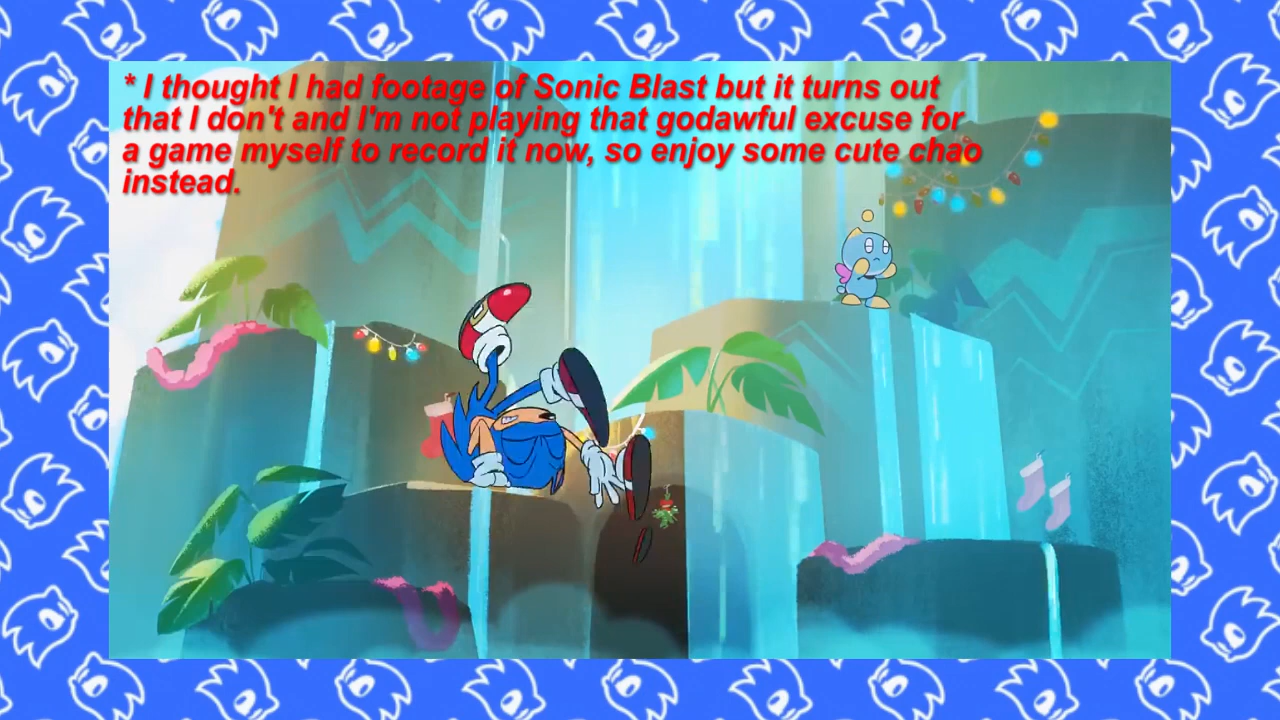 * I thought I had footage of Sonic Blast but it turns out
that I don't and I'm not playing that godawful excuse for
a game myself to record it now, so enjoy some cute chao
instead.